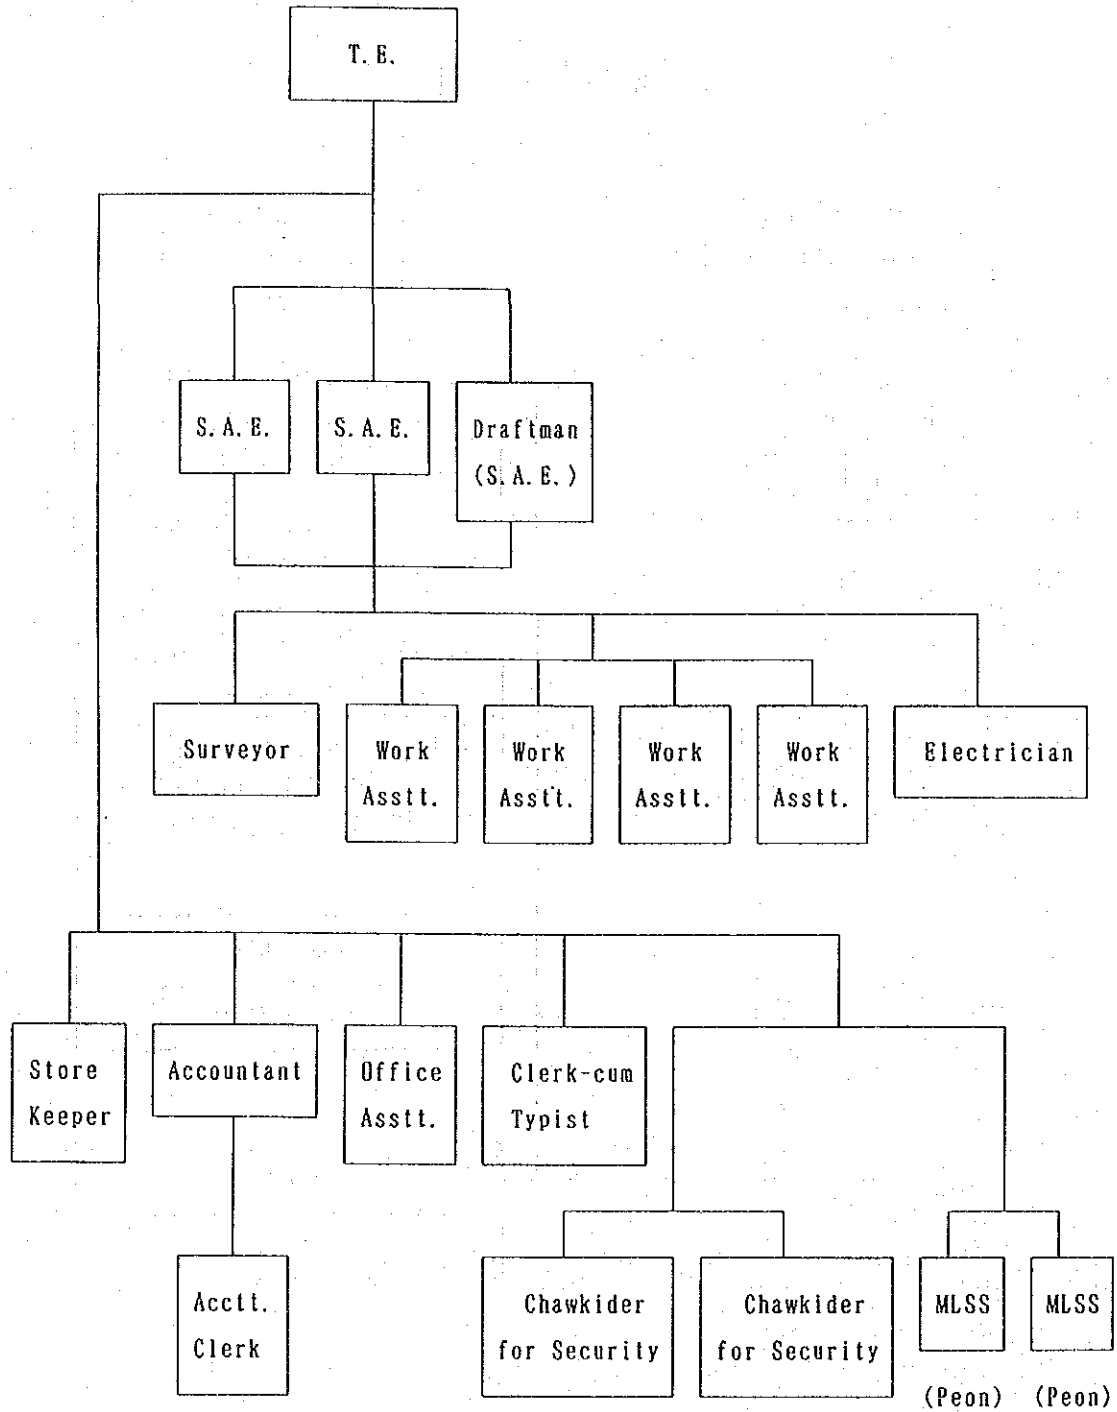 T.E.
S.A.E.
S.A.E.
Draftman
(S.A.E.)
Surveyor
Work
Asstt.
Work
Asstt.
Work
Asstt.
Work
Asstt.
Electrician
Store
Keeper
Accountant
Office
Asstt.
Clerk-cum
Typist
Acctt.
Clerk
Chawkider
for Security
Chawkider
for Security
MLSS
(Peon)
MLSS
(Peon)